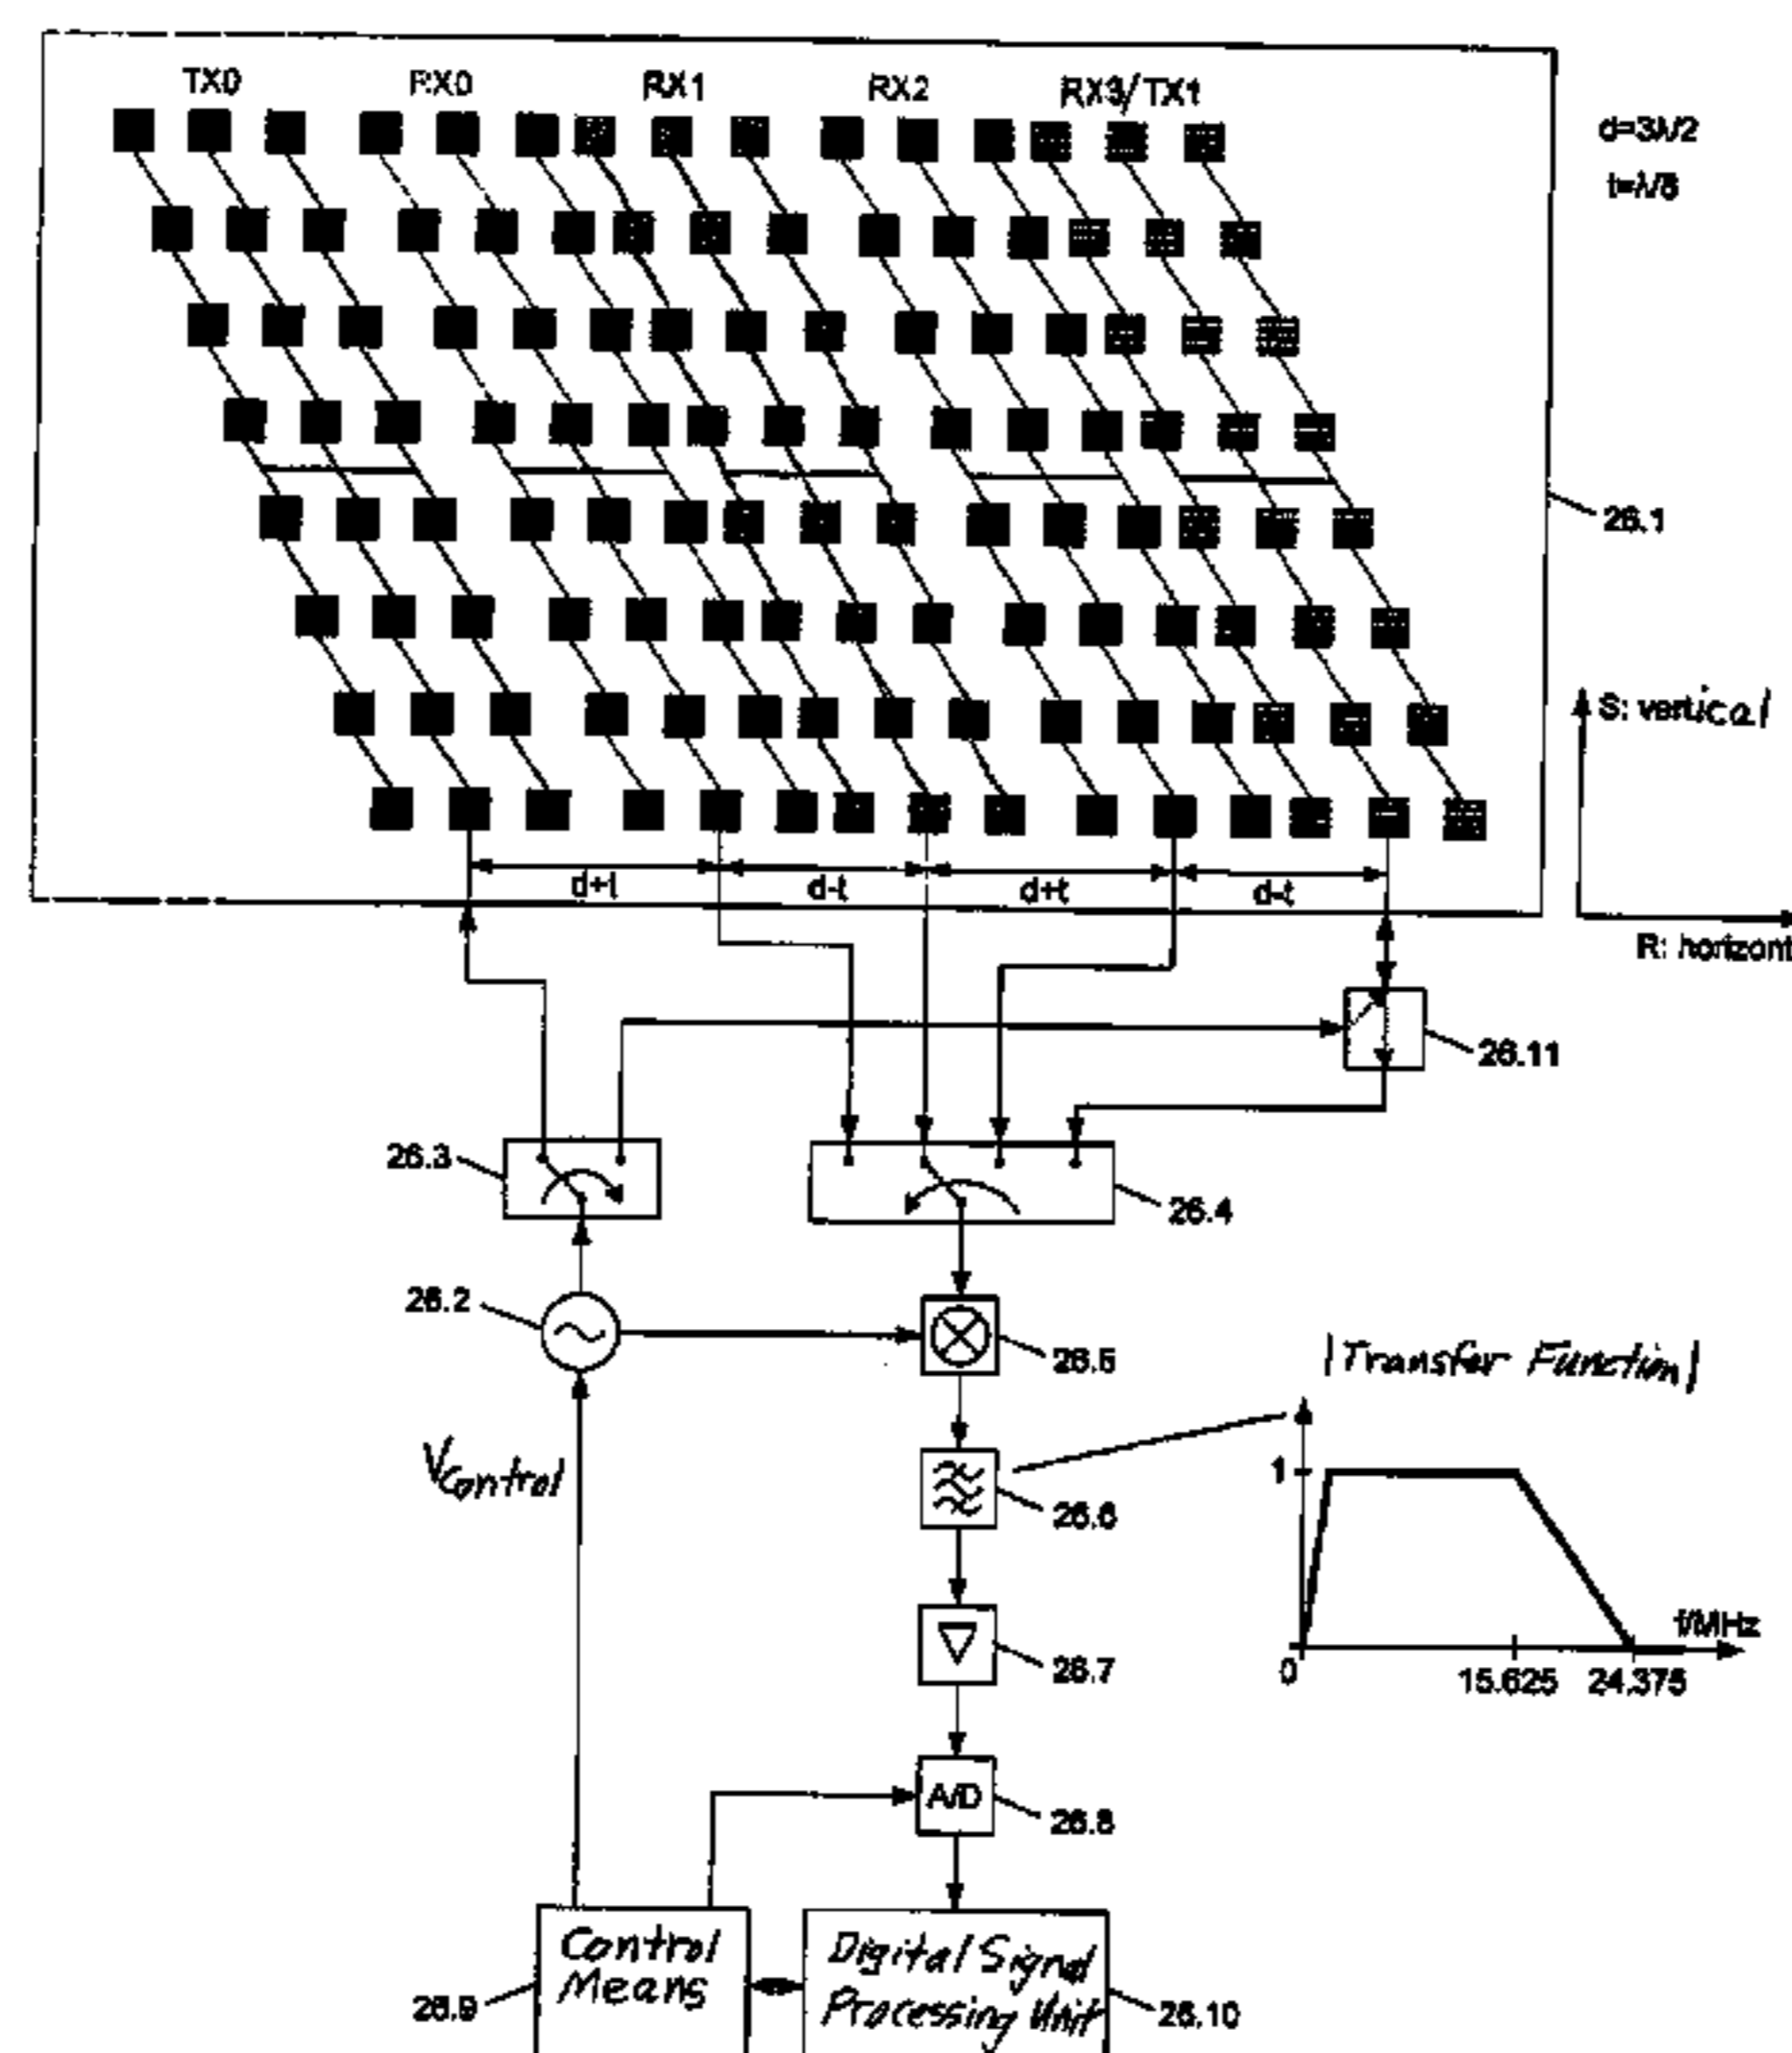 TX0 RX0 RX1 RX2 RX3/TX1
d=3λ/2
26.1
S: vertical
d+t d-t d+t d-t
R: horizont
26.11
26.3
26.4
26.2
26.5
|Transfer Function|
VControl
1
26.6
f/MHz
0 15.625 24.375
26.7
A/D
26.8
Control
Means
Digital Signal
Processing Unit
26.9
26.10